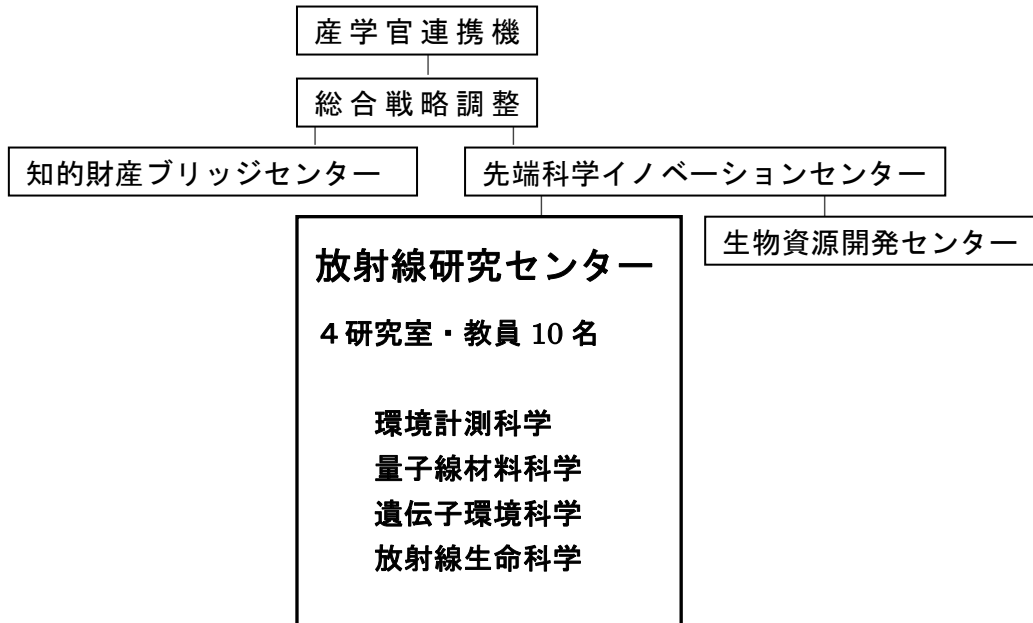 産学官連携機
総合戦略調整
知的財産ブリッジセンター
先端科学イノベーションセンター
生物資源開発センター
放射線研究センター
４研究室・教員 10 名
環境計測科学
量子線材料科学
遺伝子環境科学
放射線生命科学